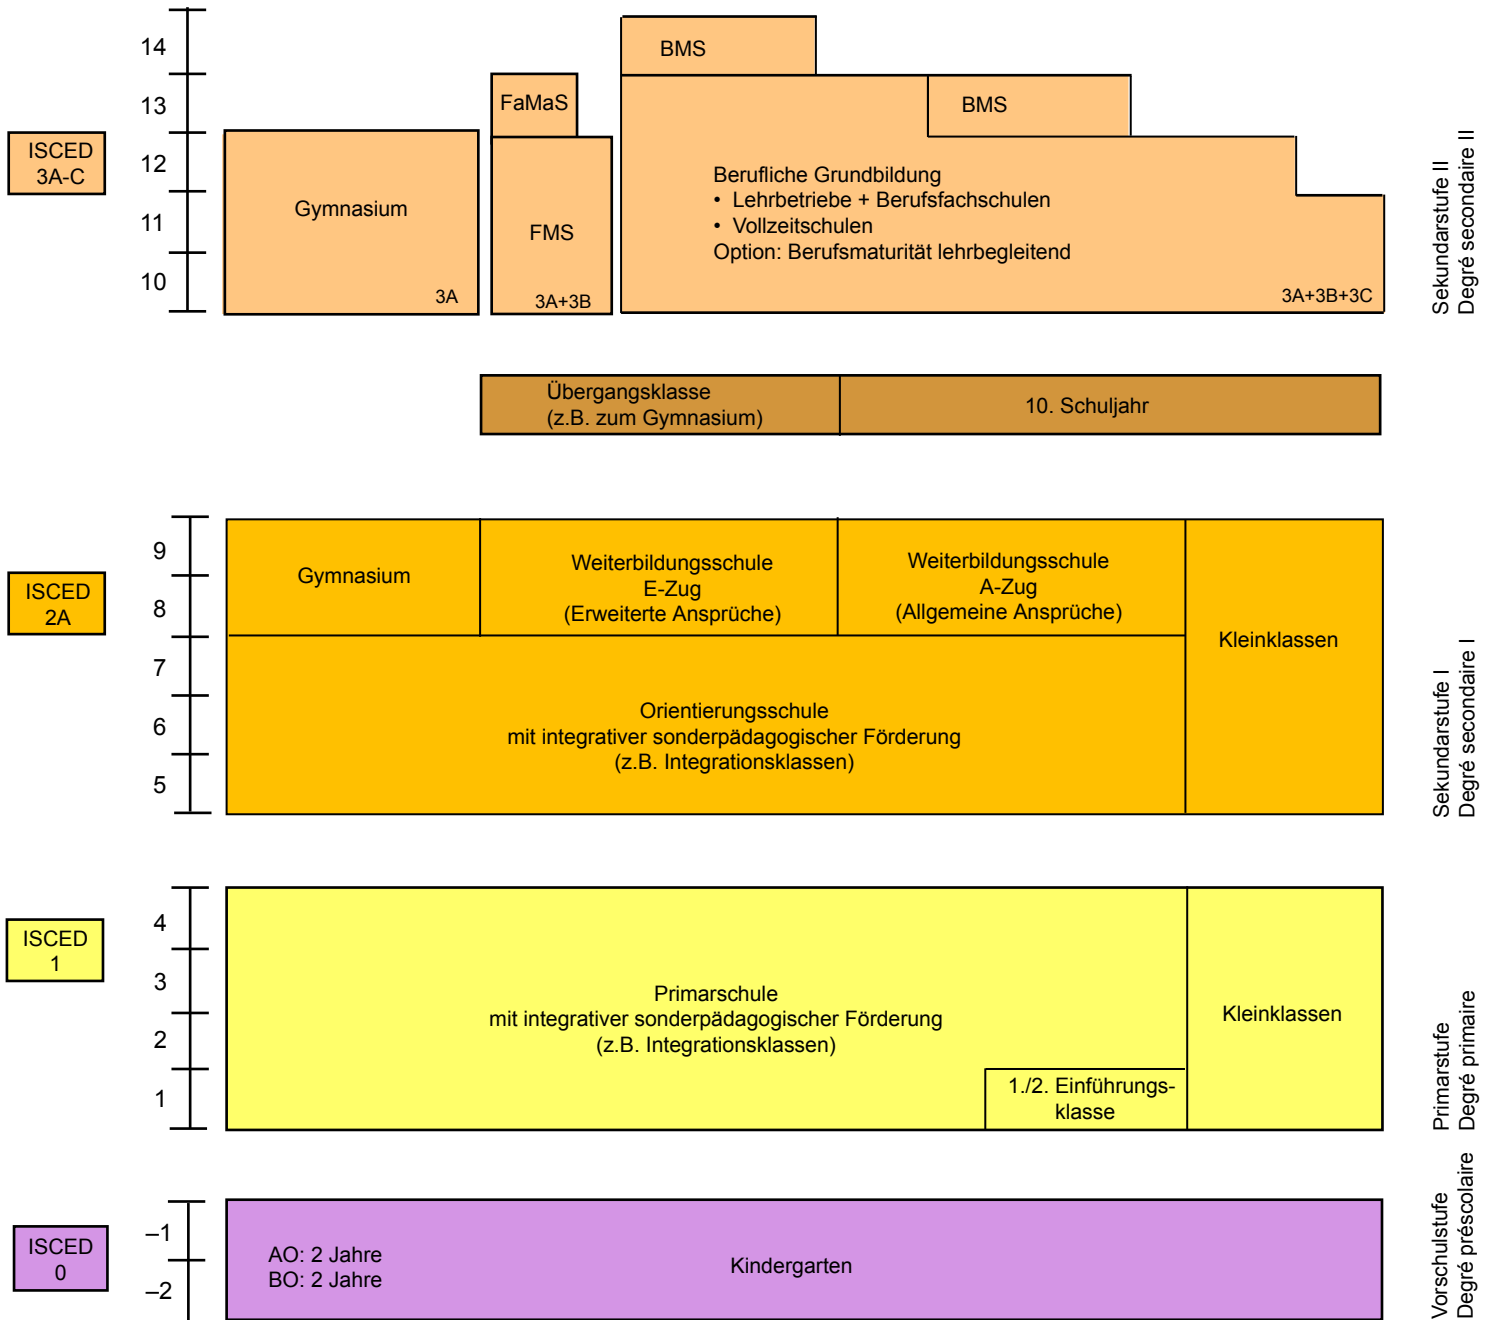 14
BMS
13
FaMaS
BMS
ISCED
3A-C
12
11
10
Gymnasium
3A
FMS
3A+3B
Berufliche Grundbildung
• Lehrbetriebe + Berufsfachschulen
• Vollzeitschulen
Option: Berufsmaturität lehrbegleitend
3A+3B+3C
Sekundarstufe II
Degré secondaire II
Übergangsklasse
(z.B. zum Gymnasium)
10. Schuljahr
ISCED
2A
9
8
7
6
5
Gymnasium
Weiterbildungsschule
E-Zug
(Erweiterte Ansprüche)
Weiterbildungsschule
A-Zug
(Allgemeine Ansprüche)
Kleinklassen
Orientierungsschule
mit integrativer sonderpädagogischer Förderung
(z.B. Integrationsklassen)
Sekundarstufe I
Degré secondaire I
ISCED
1
4
3
2
1
Primarschule
mit integrativer sonderpädagogischer Förderung
(z.B. Integrationsklassen)
1./2. Einführungs-
klasse
Kleinklassen
Primarstufe
Degré primaire
ISCED
0
–1
–2
AO: 2 Jahre
BO: 2 Jahre
Kindergarten
Vorschulstufe
Degré préscolaire